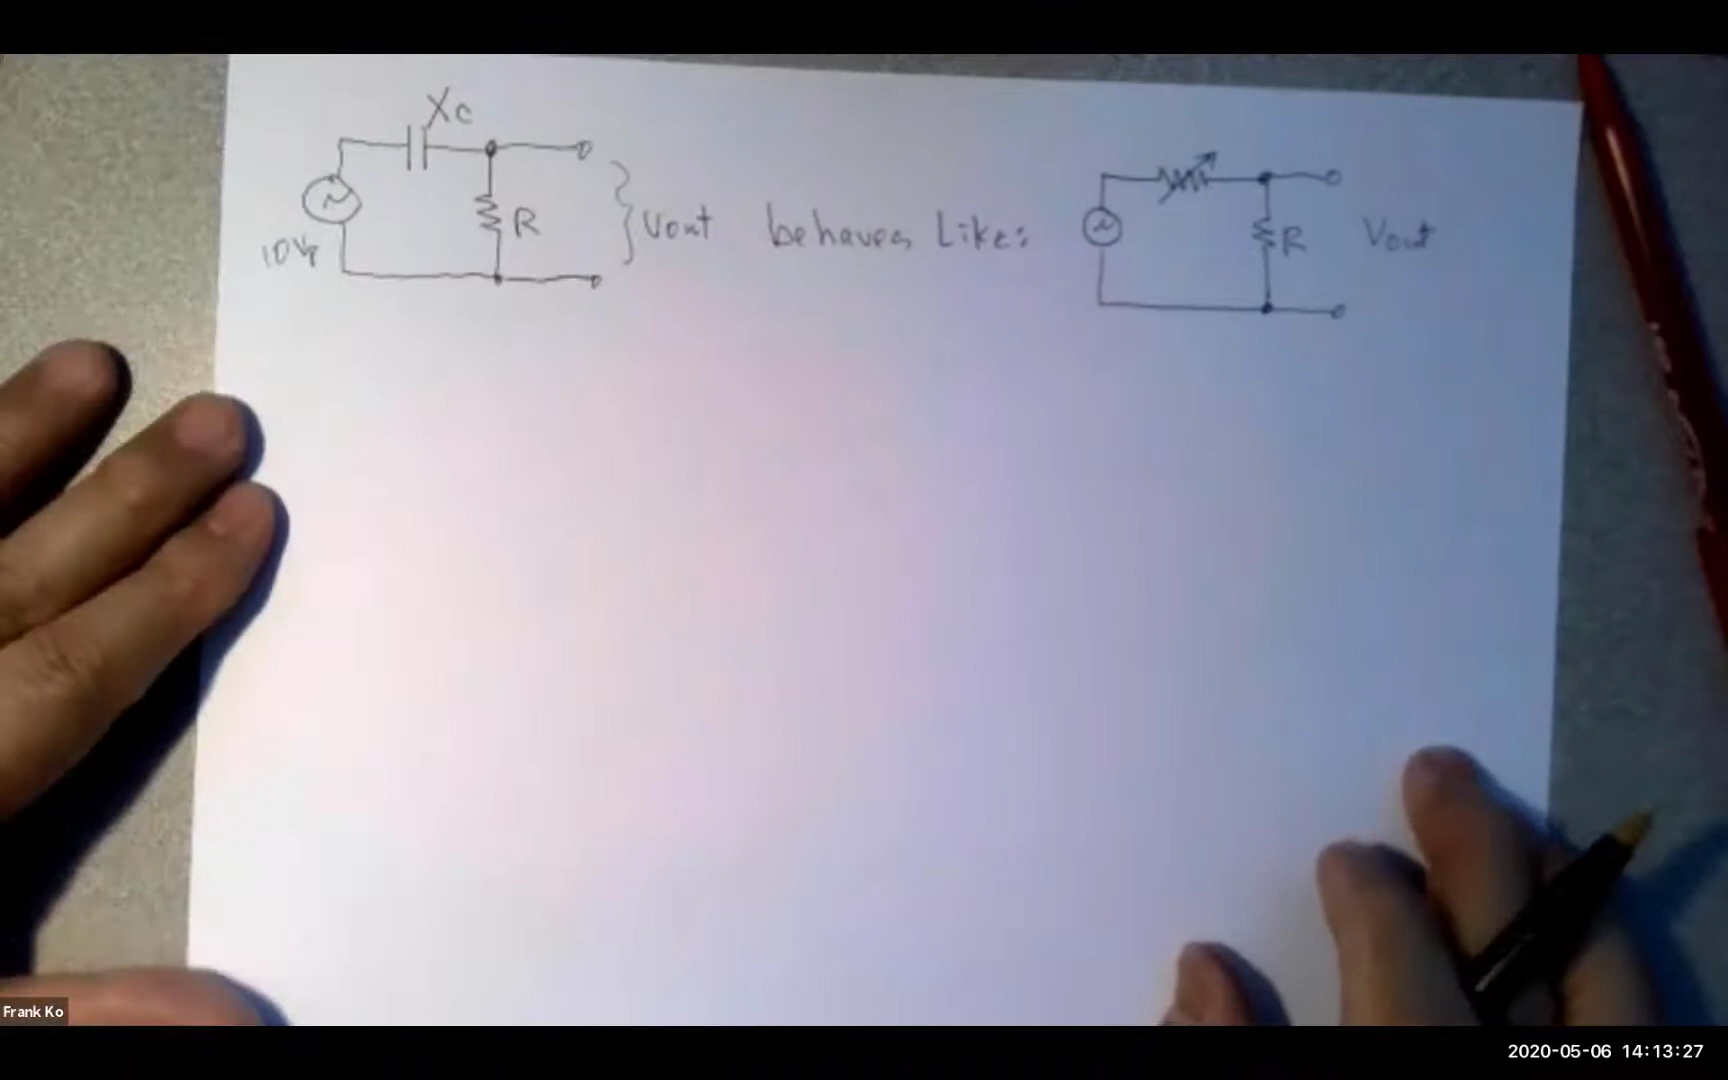 Xc
10Vp
R
} Vout behaves Like:
R
Vout
Frank Ko
2020-05-06 14:13:27